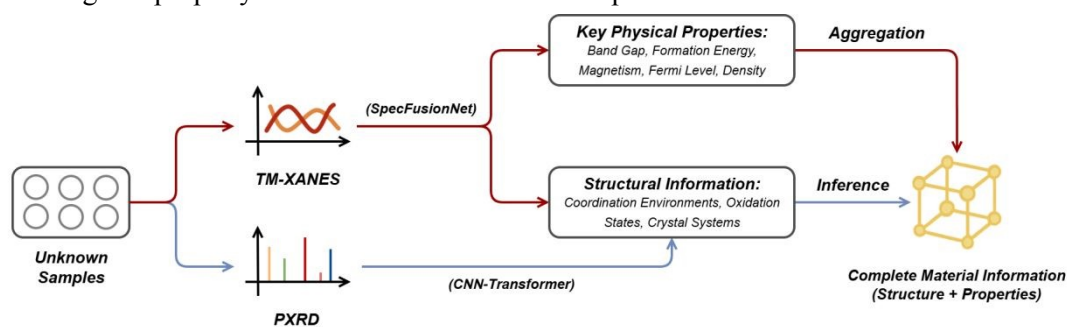 Key Physical Properties:
Band Gap, Formation Energy,
Magnetism, Fermi Level, Density
Aggregation
(SpecFusionNet)
TM-XANES
Unknown
Samples
Structural Information:
Coordination Environments, Oxidation
States, Crystal Systems
Inference
(CNN-Transformer)
PXRD
Complete Material Information
(Structure + Properties)